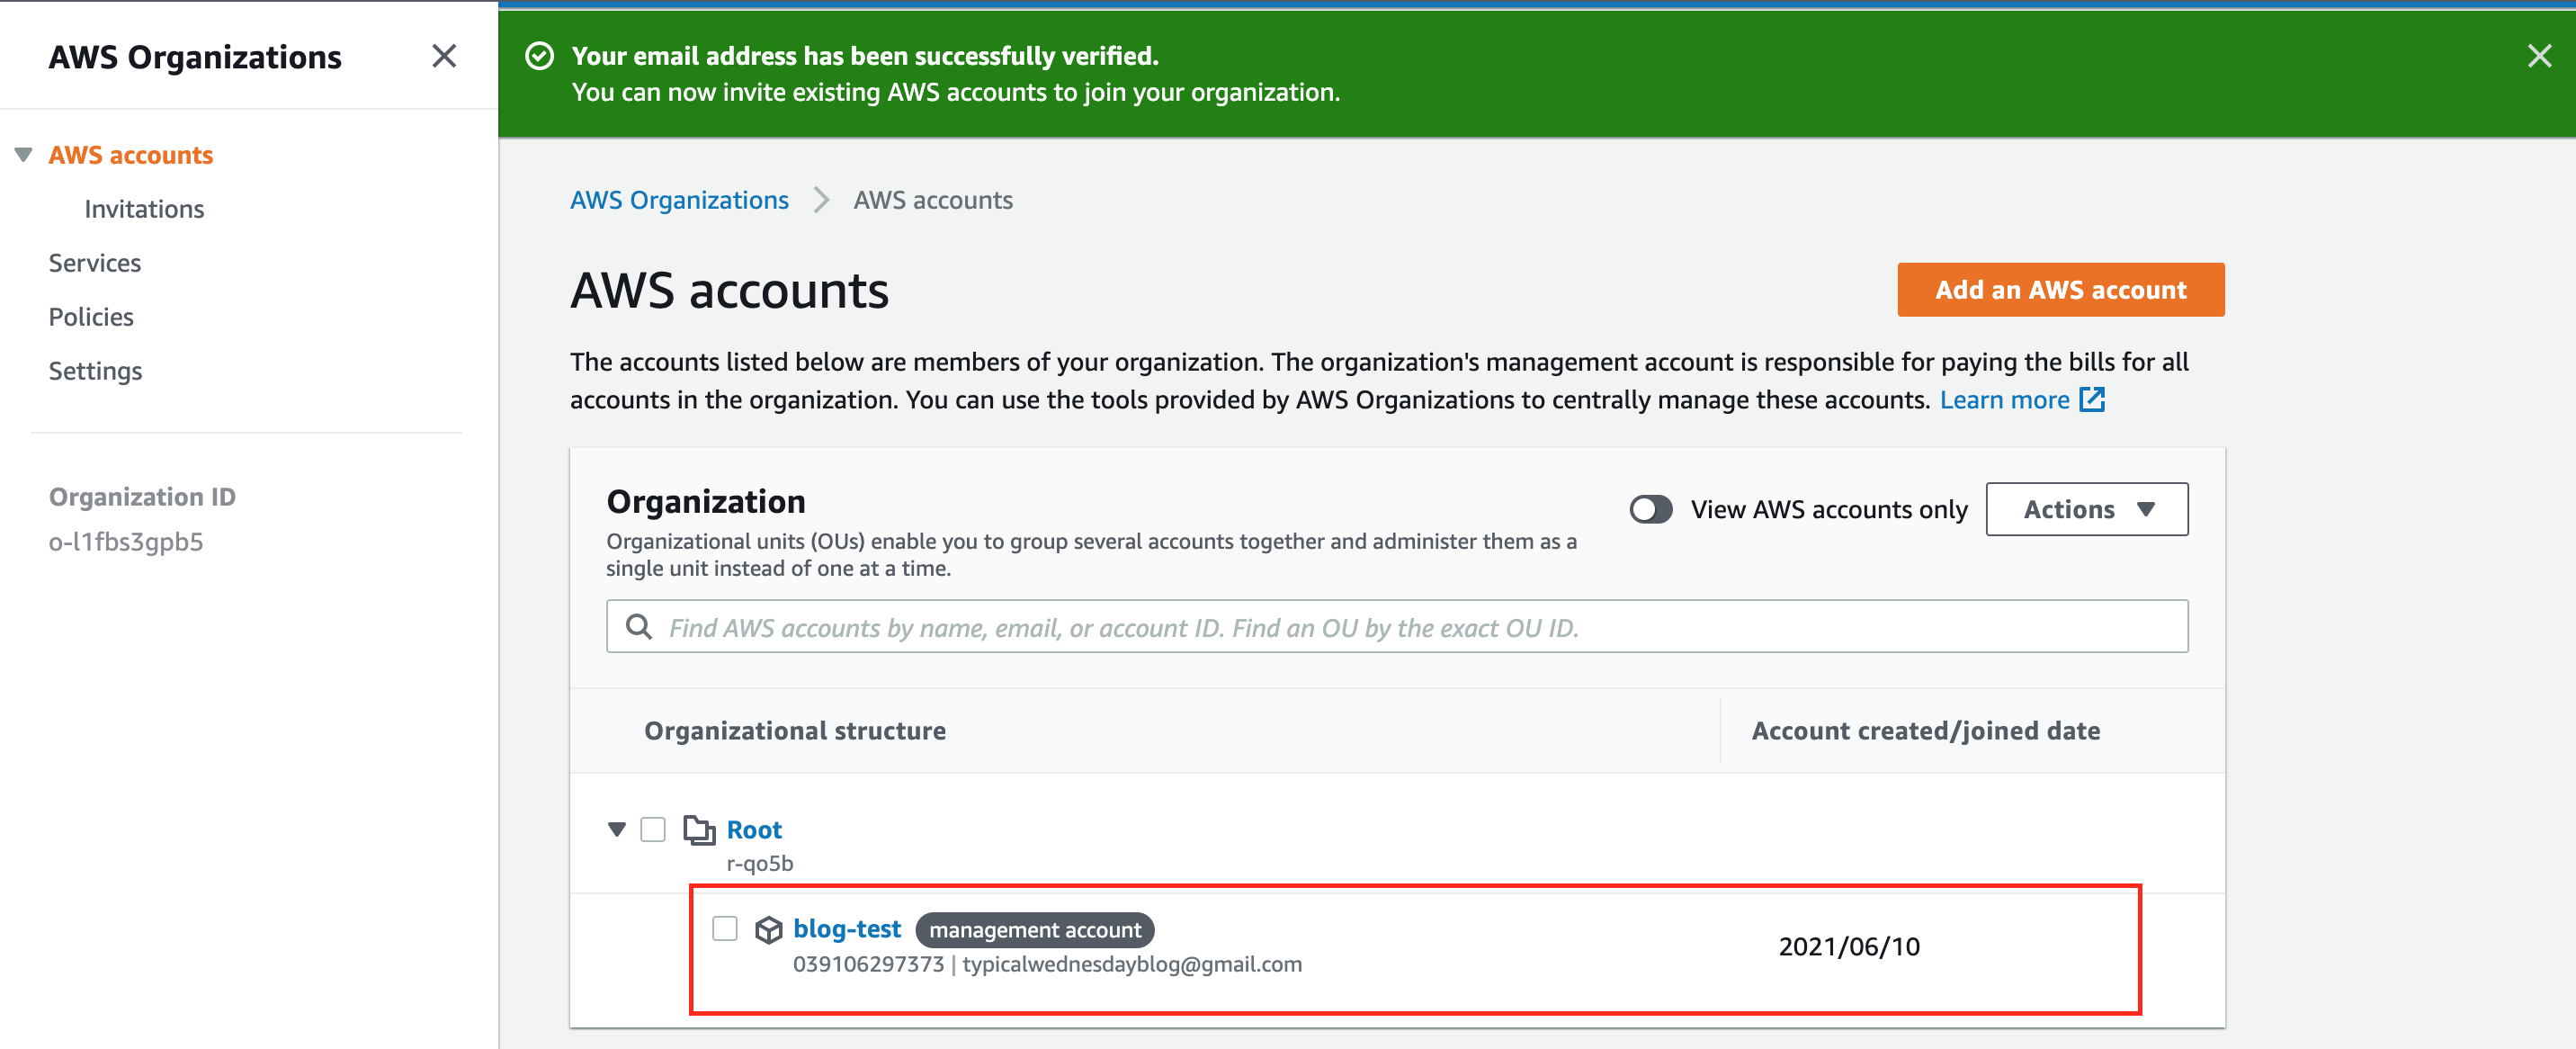 AWS Organizations
AWS accounts
Invitations
Services
Policies
Settings
Organization ID
o-l1fbs3gpb5
Your email address has been successfully verified.
You can now invite existing AWS accounts to join your organization.
AWS Organizations > AWS accounts
AWS accounts
Add an AWS account
The accounts listed below are members of your organization. The organization's management account is responsible for paying the bills for all
accounts in the organization. You can use the tools provided by AWS Organizations to centrally manage these accounts. Learn more
Organization
View AWS accounts only
Actions
Organizational units (OUs) enable you to group several accounts together and administer them as a
single unit instead of one at a time.
Find AWS accounts by name, email, or account ID. Find an OU by the exact OU ID.
Organizational structure
Account created/joined date
Root
r-qo5b
blog-test management account
2021/06/10
039106297373 | typicalwednesdayblog@gmail.com